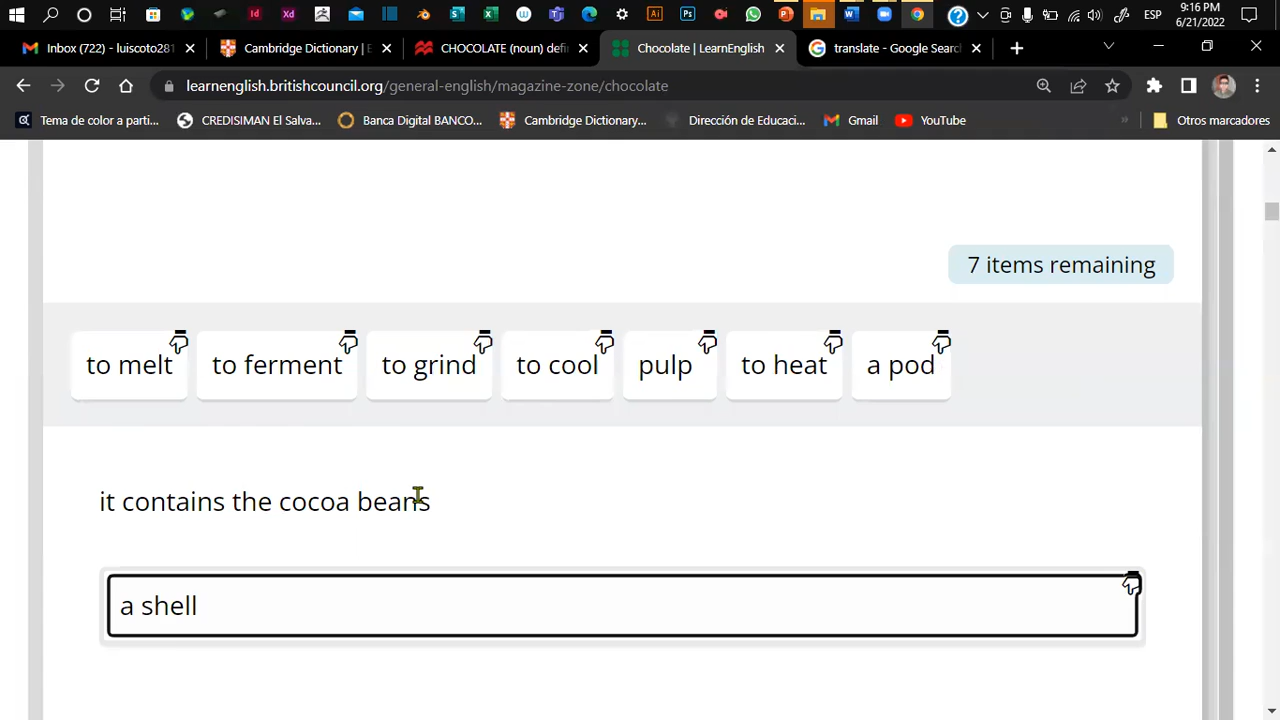 9:16 PM
ESP
6/21/2022
Inbox (722) - luiscoto281
Cambridge Dictionary | E
CHOCOLATE (noun) defi
Chocolate | LearnEnglish
translate - Google Searc
learnenglish.britishcouncil.org/general-english/magazine-zone/chocolate
Tema de color a parti...
CREDISIMAN El Salva...
Banca Digital BANCO...
Cambridge Dictionary...
Dirección de Educaci...
Gmail
YouTube
Otros marcadores
7 items remaining
to melt
to ferment
to grind
to cool
pulp
to heat
a pod
it contains the cocoa beans
a shell